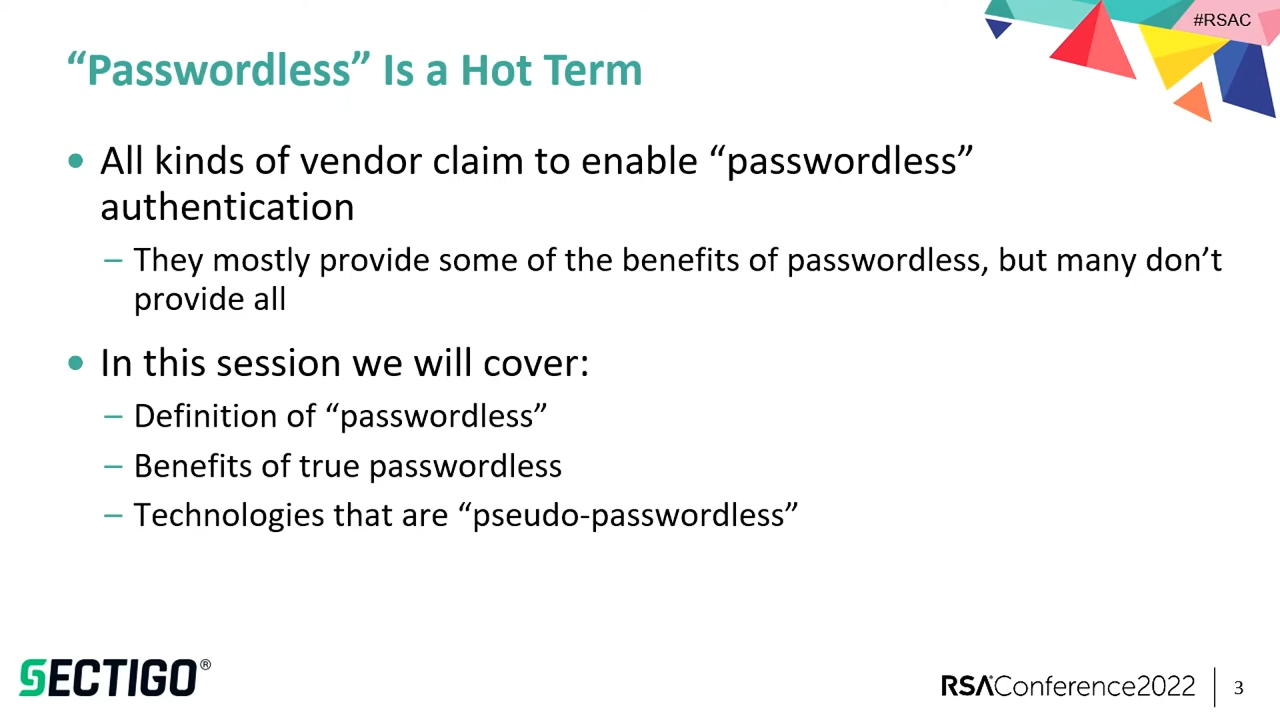 #RSAC
“Passwordless” Is a Hot Term
• All kinds of vendor claim to enable “passwordless”
authentication
– They mostly provide some of the benefits of passwordless, but many don’t
provide all
• In this session we will cover:
– Definition of “passwordless”
– Benefits of true passwordless
– Technologies that are “pseudo-passwordless”
SECTIGO®
RSAConference2022
3